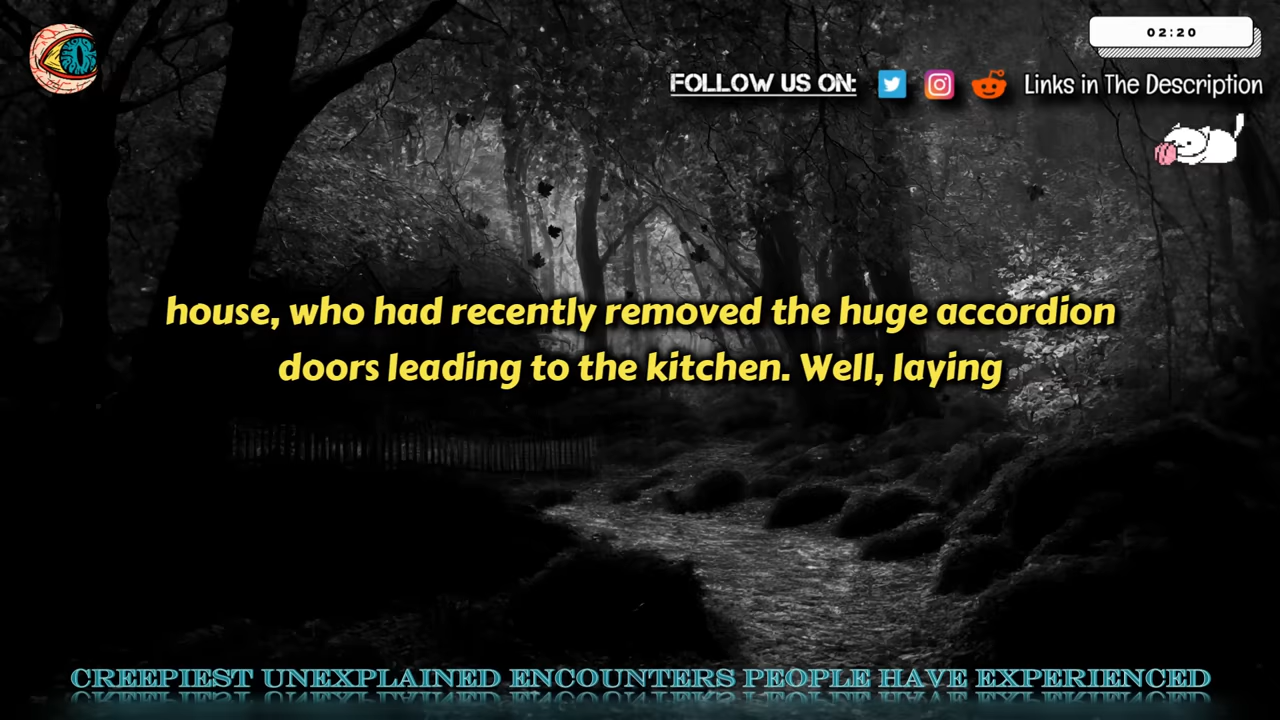 02:20
FOLLOW US ON: Links in The Description
house, who had recently removed the huge accordion
doors leading to the kitchen. Well, laying
CREEPIEST UNEXPLAINED ENCOUNTERS PEOPLE HAVE EXPERIENCED